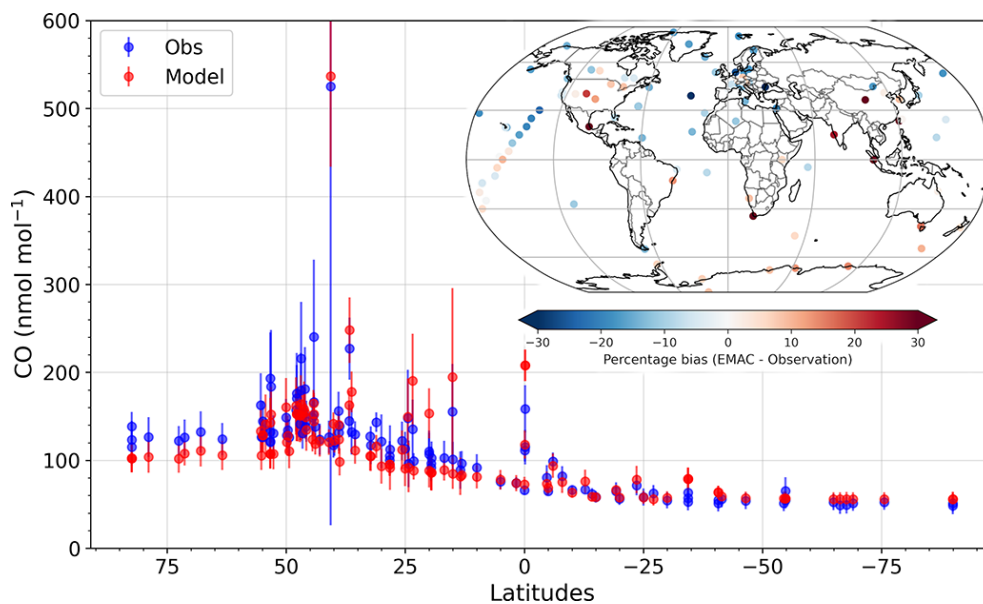 600
500
400
300
200
100
0
CO (nmol mol⁻¹)
Obs
Model
−30 −20 −10 0 10 20 30
Percentage bias (EMAC - Observation)
75 50 25 0 −25 −50 −75
Latitudes